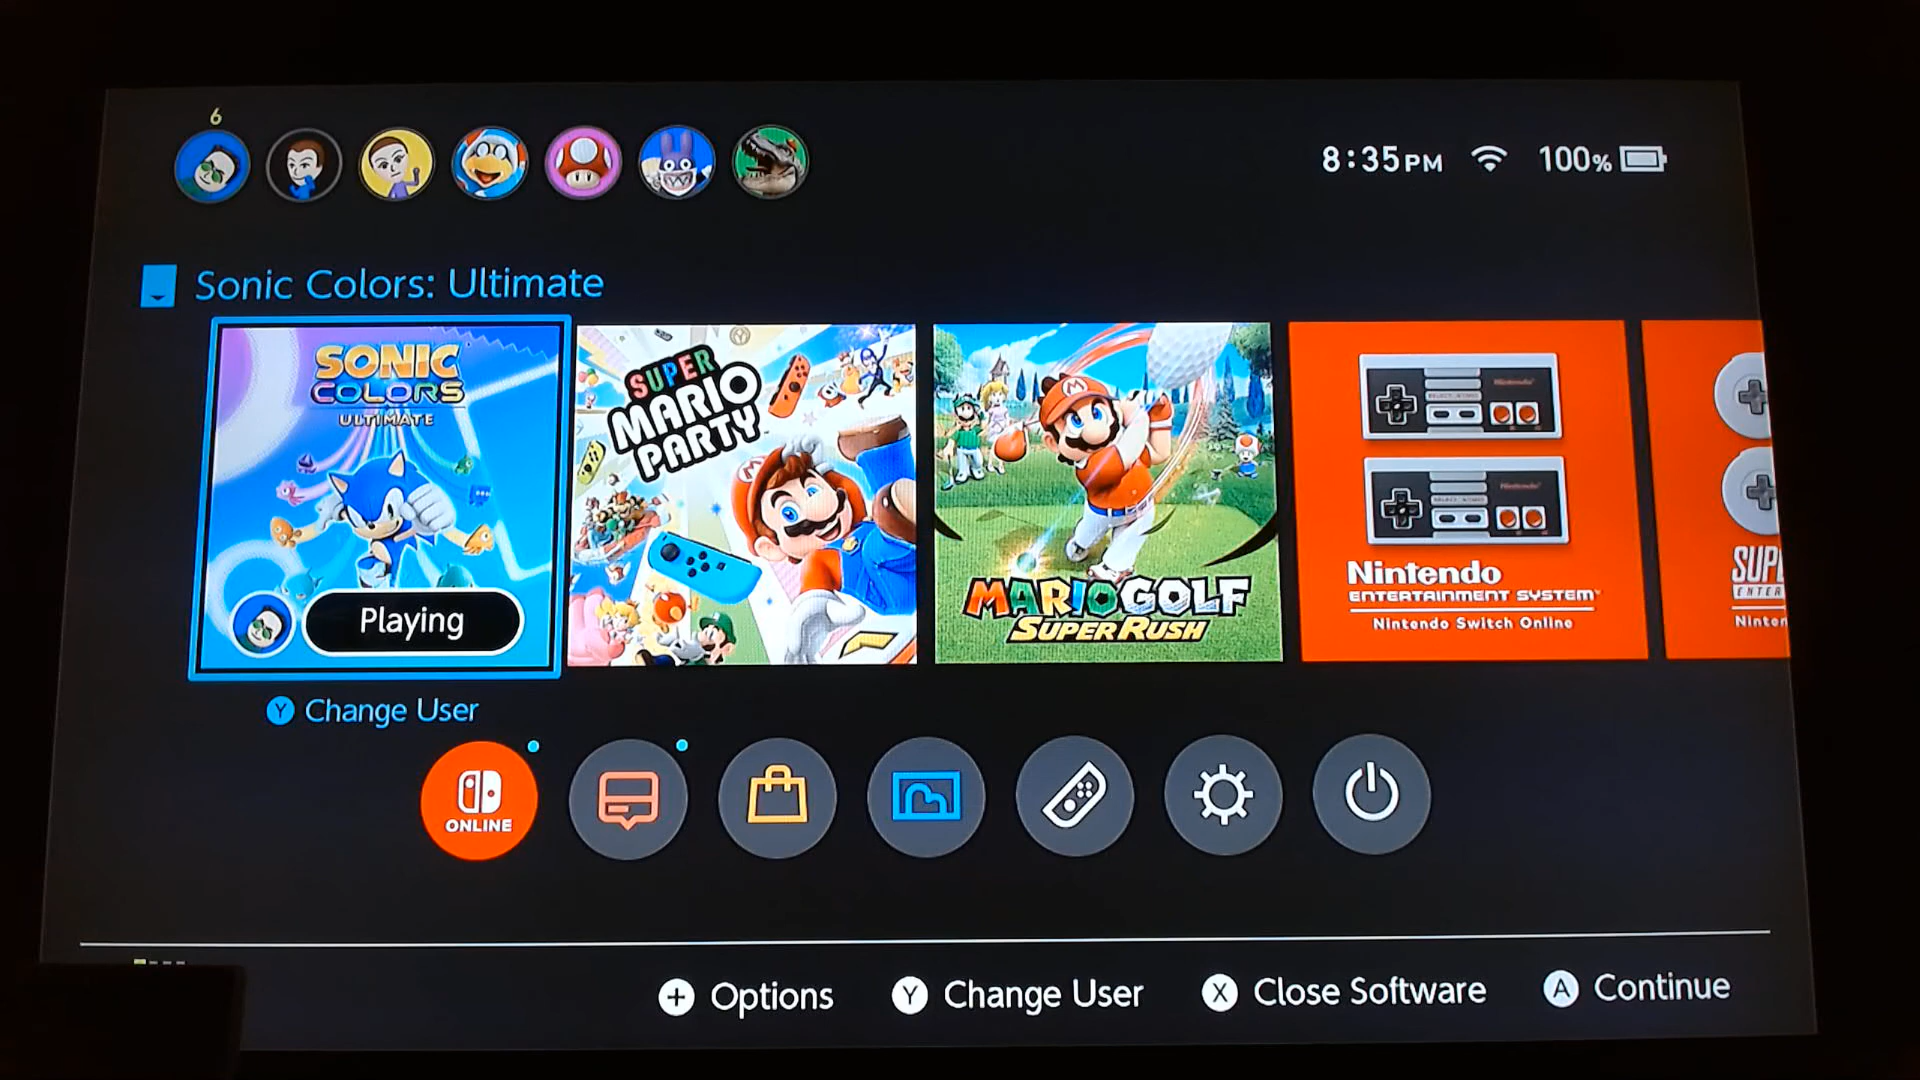 6
8:35PM 100%
Sonic Colors: Ultimate
SONIC
COLORS
ULTIMATE
Playing
SUPER
MARIO
PARTY
MARIO GOLF
SUPER RUSH
Nintendo
ENTERTAINMENT SYSTEM™
Nintendo Switch Online
Y Change User
ONLINE
+ Options Y Change User X Close Software A Continue